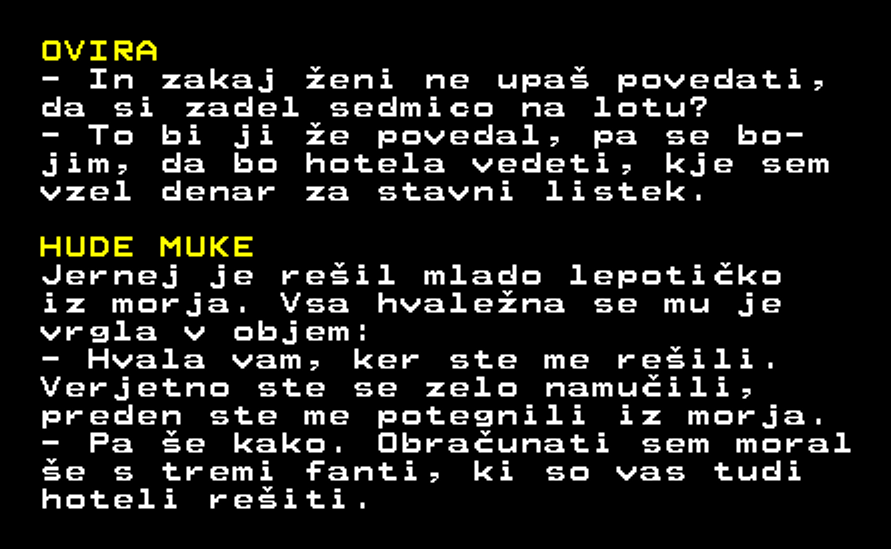 OVIRA
- In zakaj ženi ne upaš povedati,
da si zadel sedmico na lotu?
- To bi ji že povedal, pa se bo-
jim, da bo hotela vedeti, kje sem
vzel denar za stavni listek.
HUDE MUKE
Jernej je rešil mlado lepotičko
iz morja. Vsa hvaležna se mu je
vrgla v objem:
- Hvala vam, ker ste me rešili.
Verjetno ste se zelo namučili,
preden ste me potegnili iz morja.
- Pa še kako. Obračunati sem moral
še s tremi fanti, ki so vas tudi
hoteli rešiti.